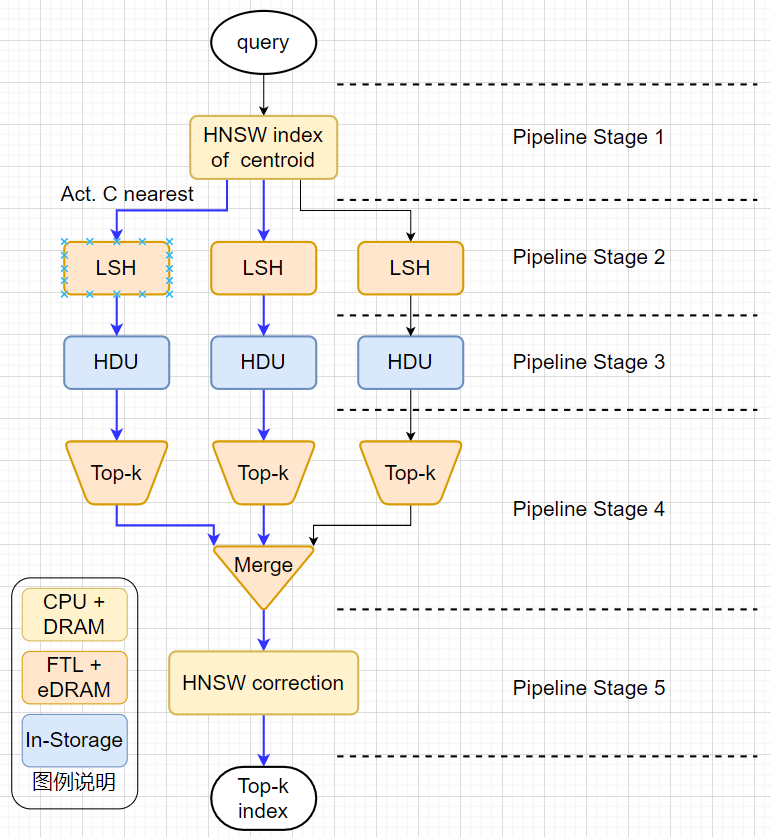 query
HNSW index
of centroid
Pipeline Stage 1
Act. C nearest
LSH
LSH
LSH
Pipeline Stage 2
HDU
HDU
HDU
Pipeline Stage 3
Top-k
Top-k
Top-k
Pipeline Stage 4
Merge
CPU +
DRAM
FTL +
eDRAM
In-Storage
图例说明
HNSW correction
Pipeline Stage 5
Top-k
index